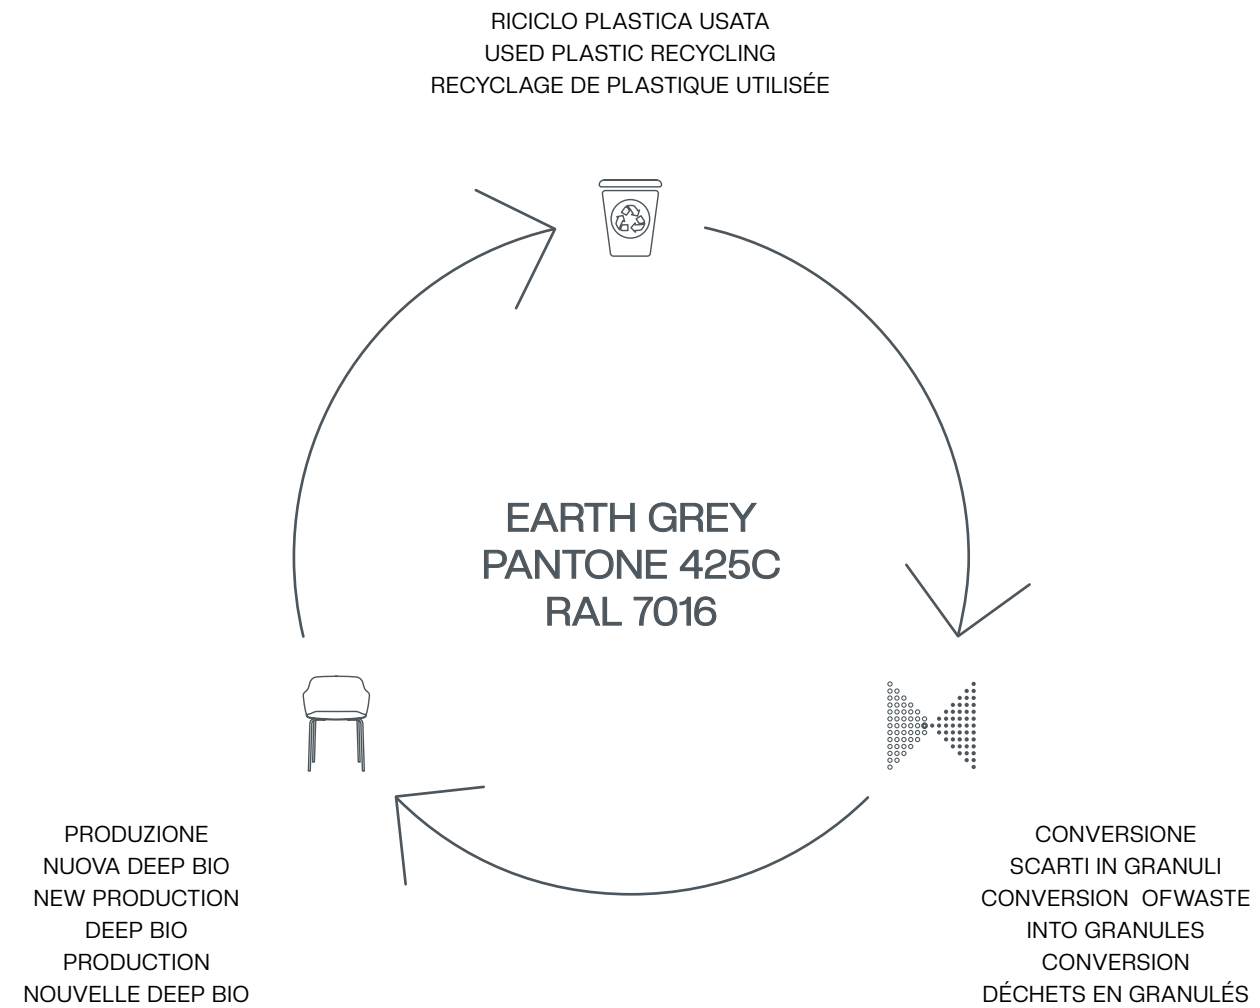 RICICLO PLASTICA USATA
USED PLASTIC RECYCLING
RECYCLAGE DE PLASTIQUE UTILISÉE
EARTH GREY
PANTONE 425C
RAL 7016
PRODUZIONE
NUOVA DEEP BIO
NEW PRODUCTION
DEEP BIO
PRODUCTION
NOUVELLE DEEP BIO
CONVERSIONE
SCARTI IN GRANULI
CONVERSION OFWASTE
INTO GRANULES
CONVERSION
DÉCHETS EN GRANULÉS